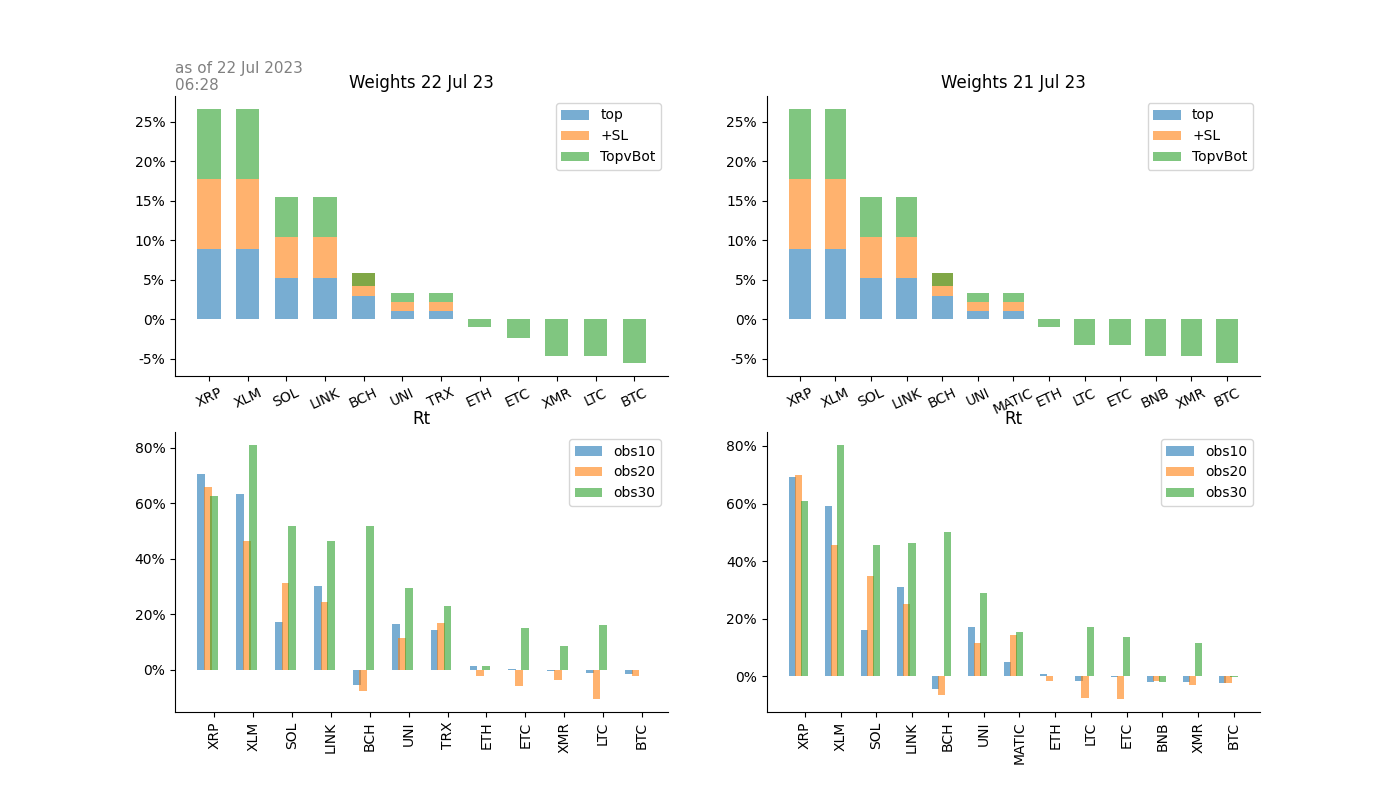 as of 22 Jul 2023
06:28
Weights 22 Jul 23
25%
20%
15%
10%
5%
0%
-5%
top
+SL
TopvBot
XRP XLM SOL LINK BCH UNI TRX ETH ETC XMR LTC BTC
Weights 21 Jul 23
25%
20%
15%
10%
5%
0%
-5%
top
+SL
TopvBot
XRP XLM SOL LINK BCH UNI MATIC ETH LTC ETC BNB XMR BTC
Rt
80%
60%
40%
20%
0%
obs10
obs20
obs30
XRP XLM SOL LINK BCH UNI TRX ETH ETC XMR LTC BTC
Rt
80%
60%
40%
20%
0%
obs10
obs20
obs30
XRP XLM SOL LINK BCH UNI MATIC ETH LTC ETC BNB XMR BTC